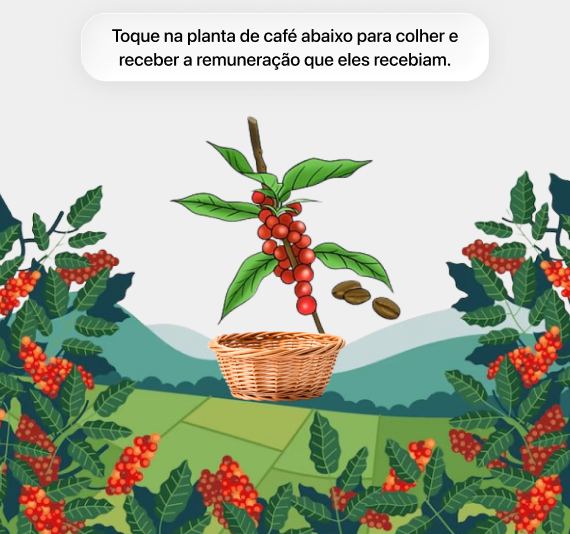 Toque na planta de café abaixo para colher e
receber a remuneração que eles recebiam.